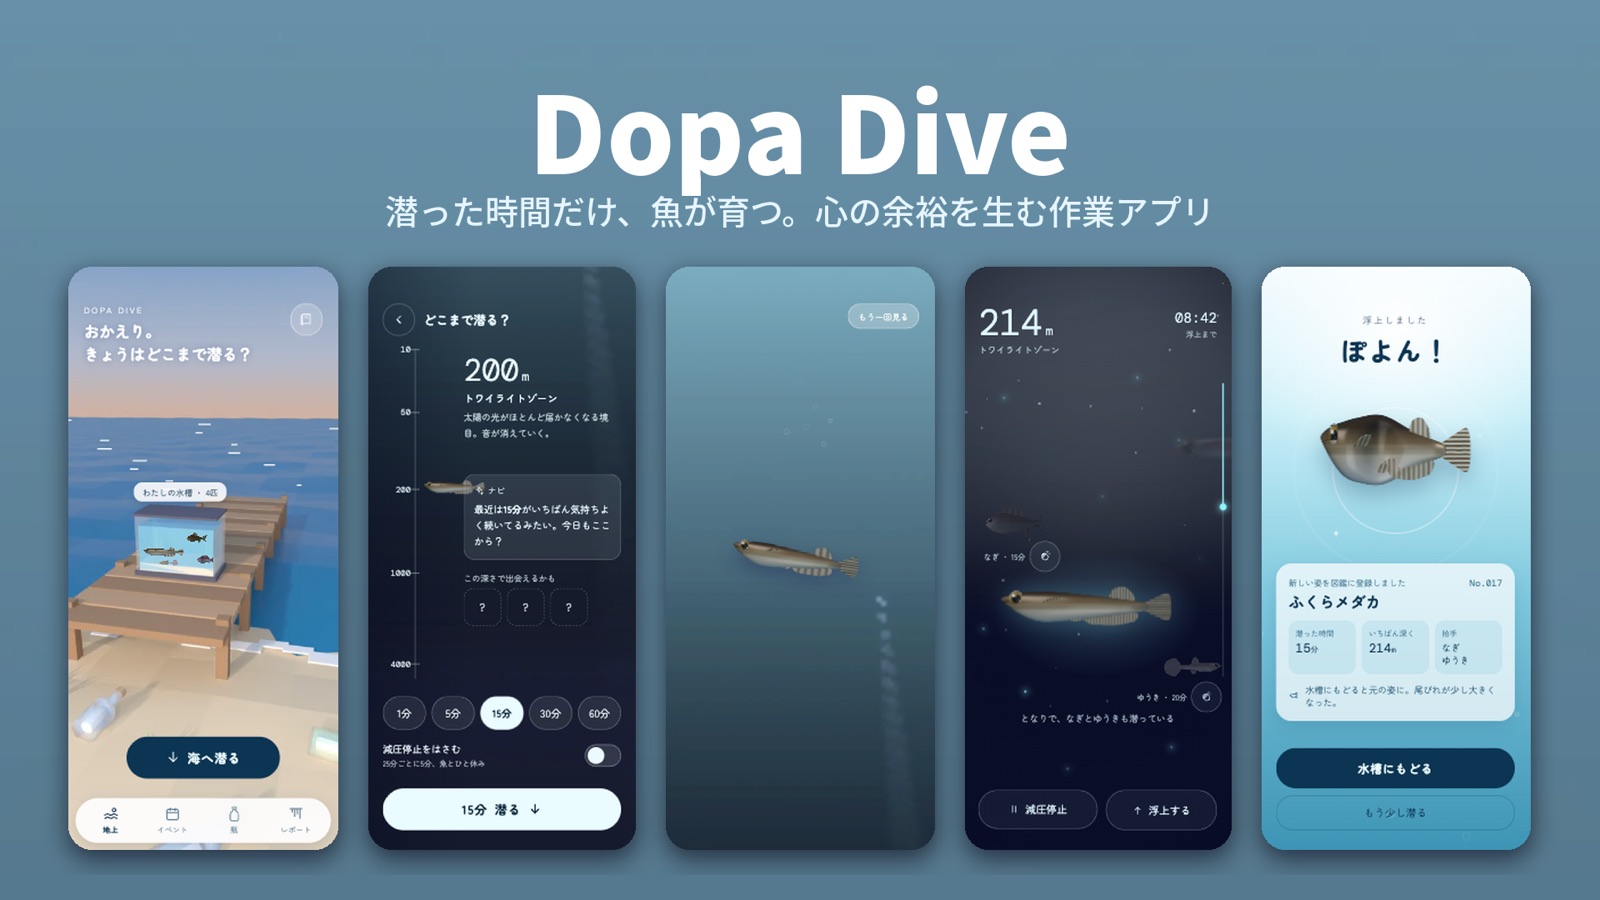 Dopa Dive
潜った時間だけ、魚が育つ。心の余裕を生む作業アプリ
DOPA DIVE
おかえり。
きょうはどこまで潜る？
わたしの水槽・4匹
↓ 海へ潜る
地上
イベント
瓶
レポート
どこまで潜る？
10
50
200
1000
4000
200m
トワイライトゾーン
太陽の光がほとんど届かなくなる境
目。音が消えていく。
ナビ
最近は15分がいちばん気持ちよ
く続いてるみたい。今日もここ
から？
この深さで出会えるかも
? ? ?
1分 5分 15分 30分 60分
減圧停止をはさむ
25分ごとに5分、魚とひと休み
15分 潜る ↓
もう一回見る
214m
トワイライトゾーン
08:42
浮上まで
なぎ・15分
ゆうき・20分
となりで、なぎとゆうきも潜っている
減圧停止
↑ 浮上する
浮上しました
ぽよん！
新しい姿を図鑑に登録しました
No.017
ふくらメダカ
潜った時間
15分
いちばん深く
214m
拍手
なぎ
ゆうき
水槽にもどると元の姿に。尾びれが少し大きく
なった。
水槽にもどる
もう少し潜る